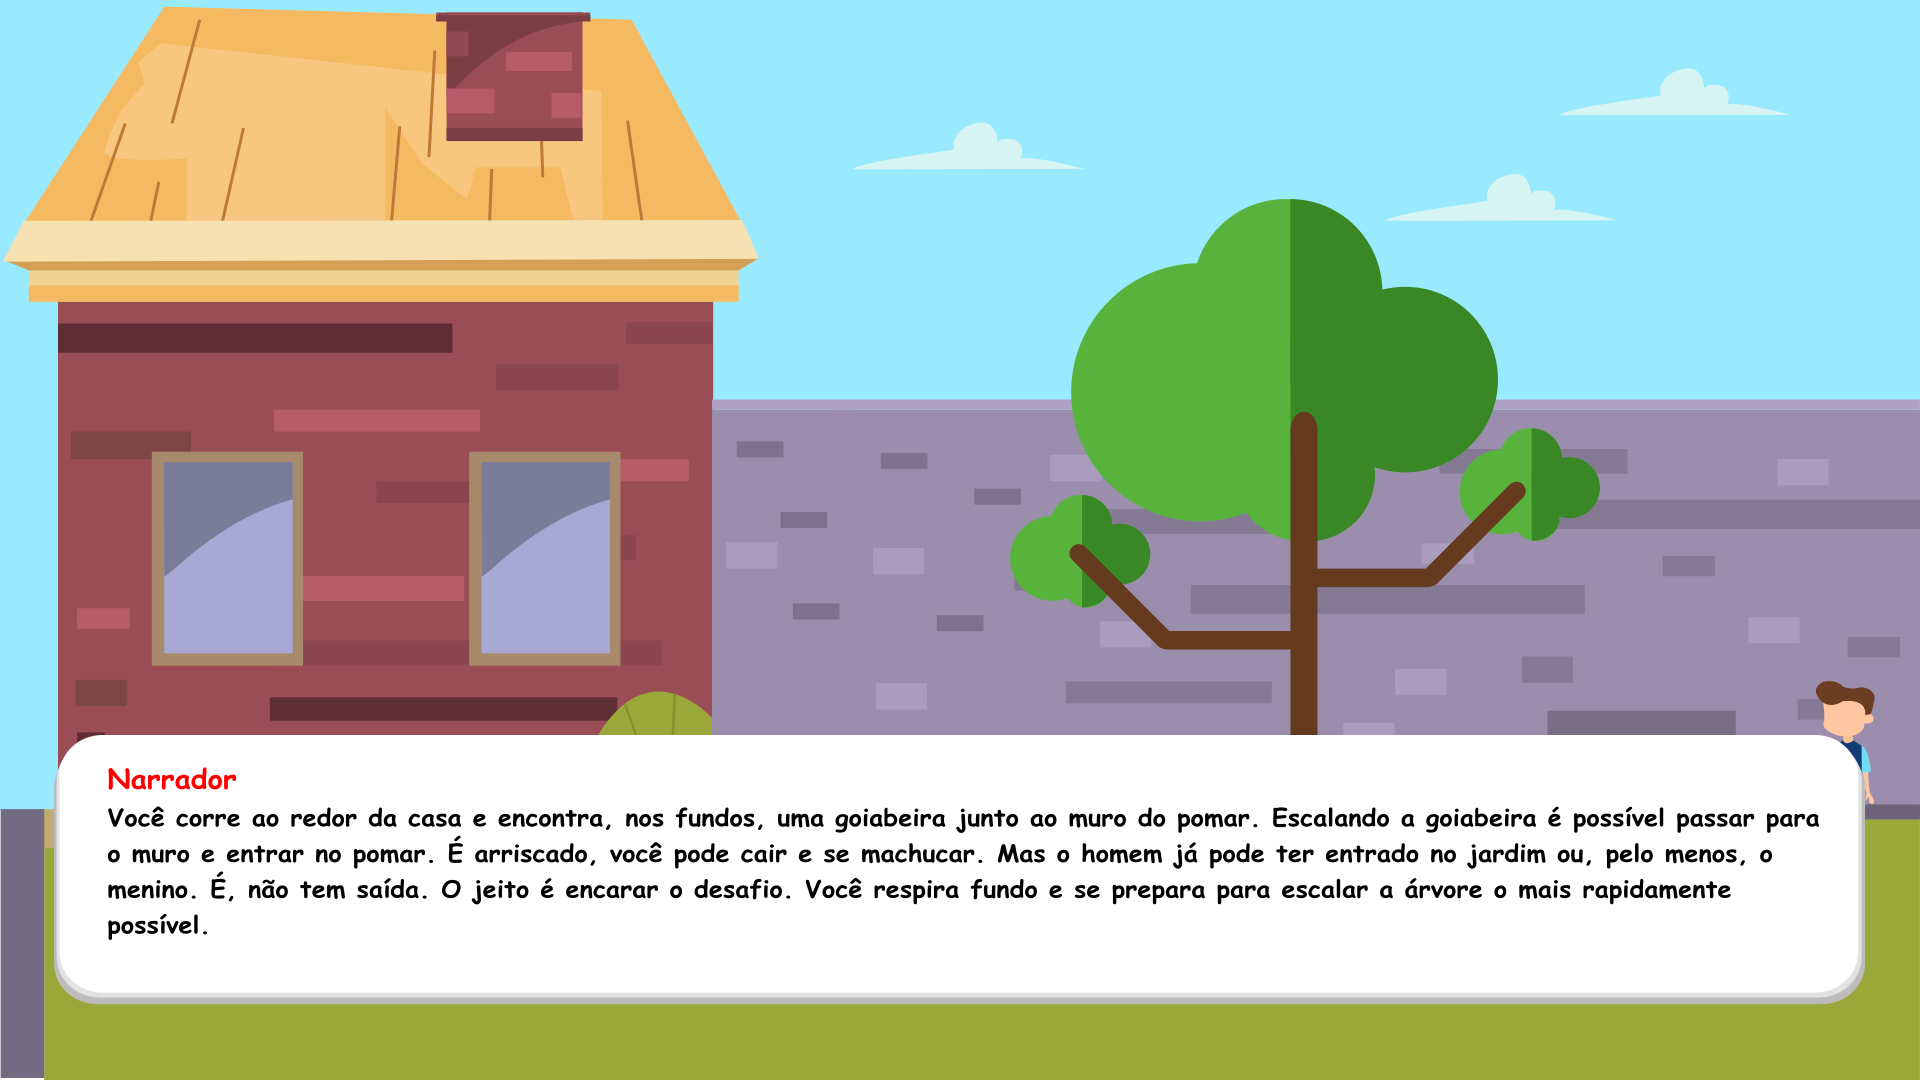 Narrador
Você corre ao redor da casa e encontra, nos fundos, uma goiabeira junto ao muro do pomar. Escalando a goiabeira é possível passar para
o muro e entrar no pomar. É arriscado, você pode cair e se machucar. Mas o homem já pode ter entrado no jardim ou, pelo menos, o
menino. É, não tem saída. O jeito é encarar o desafio. Você respira fundo e se prepara para escalar a árvore o mais rapidamente
possível.